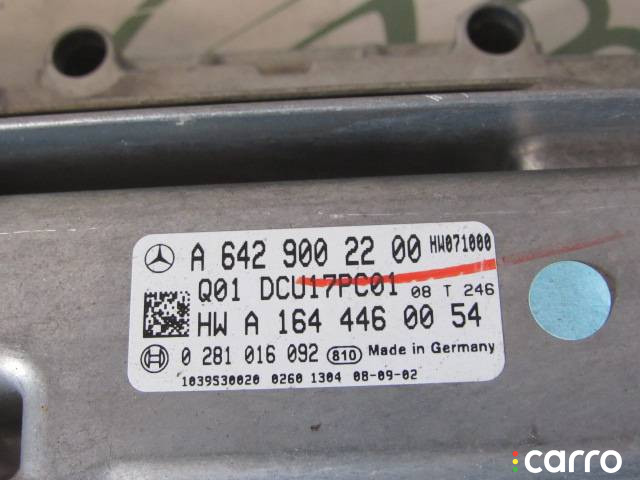 A 642 900 22 00 HW071000
Q01 DCU17PC01 08 T 246
HW A 164 446 00 54
0 281 016 092 810 Made in Germany
1039S30020 0260 1304 08-09-02
carro